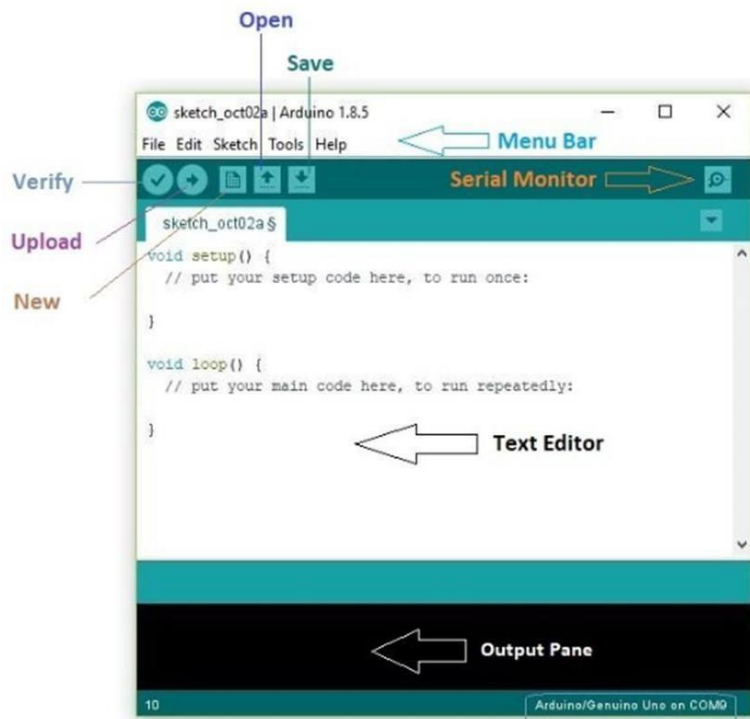 Open
Save
sketch_oct02a | Arduino 1.8.5
File Edit Sketch Tools Help
Menu Bar
Verify
Serial Monitor
Upload
sketch_oct02a §
New
void setup() {
// put your setup code here, to run once:
}
void loop() {
// put your main code here, to run repeatedly:
}
Text Editor
Output Pane
10
Arduino/Genuino Uno on COM9